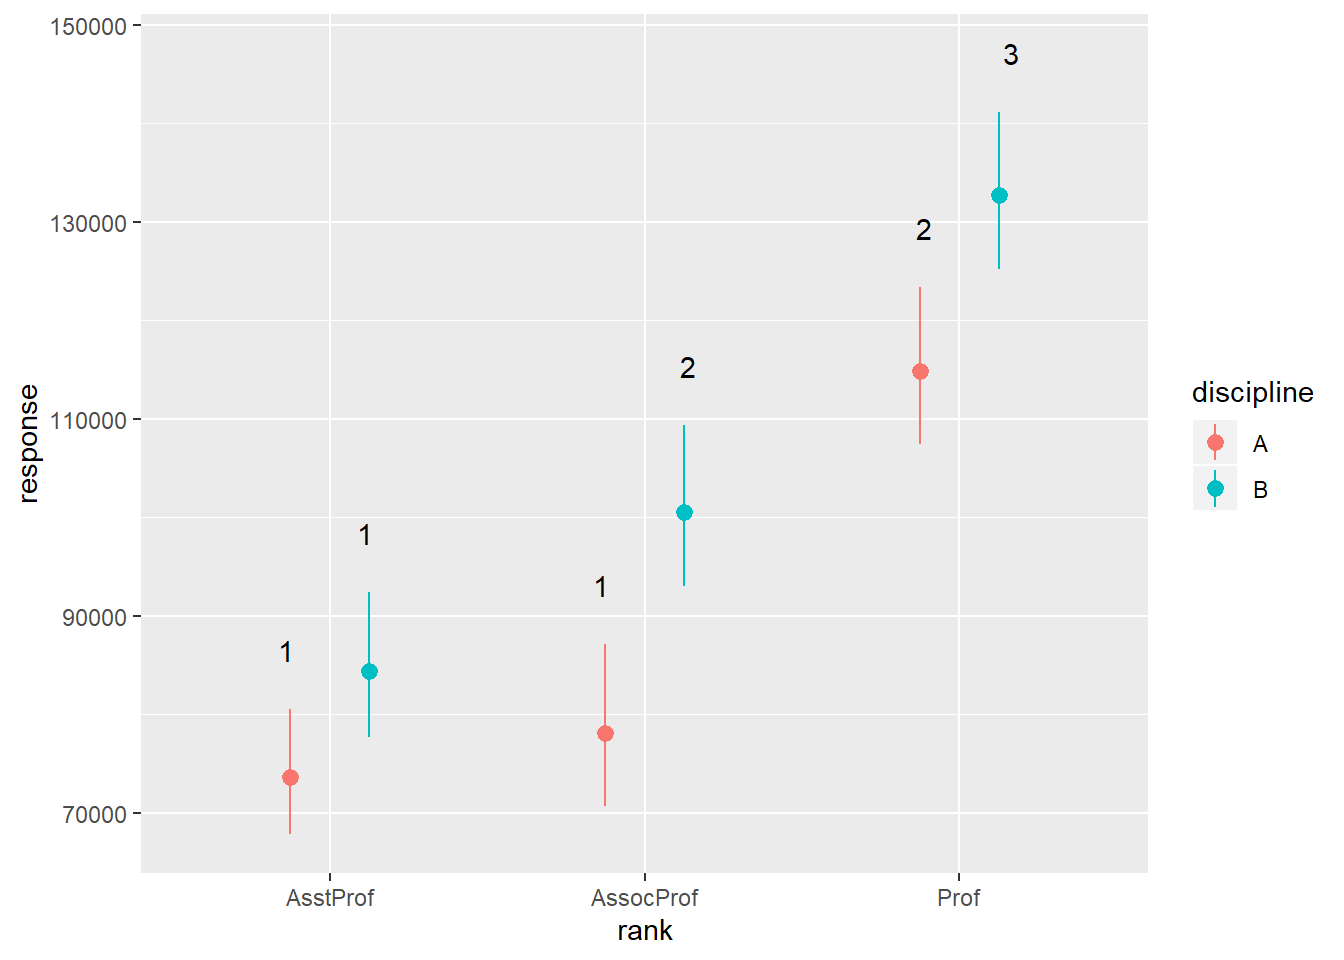 150000
130000
110000
90000
70000
response
3
2
2
1
1
1
AsstProf
AssocProf
Prof
rank
discipline
A
B